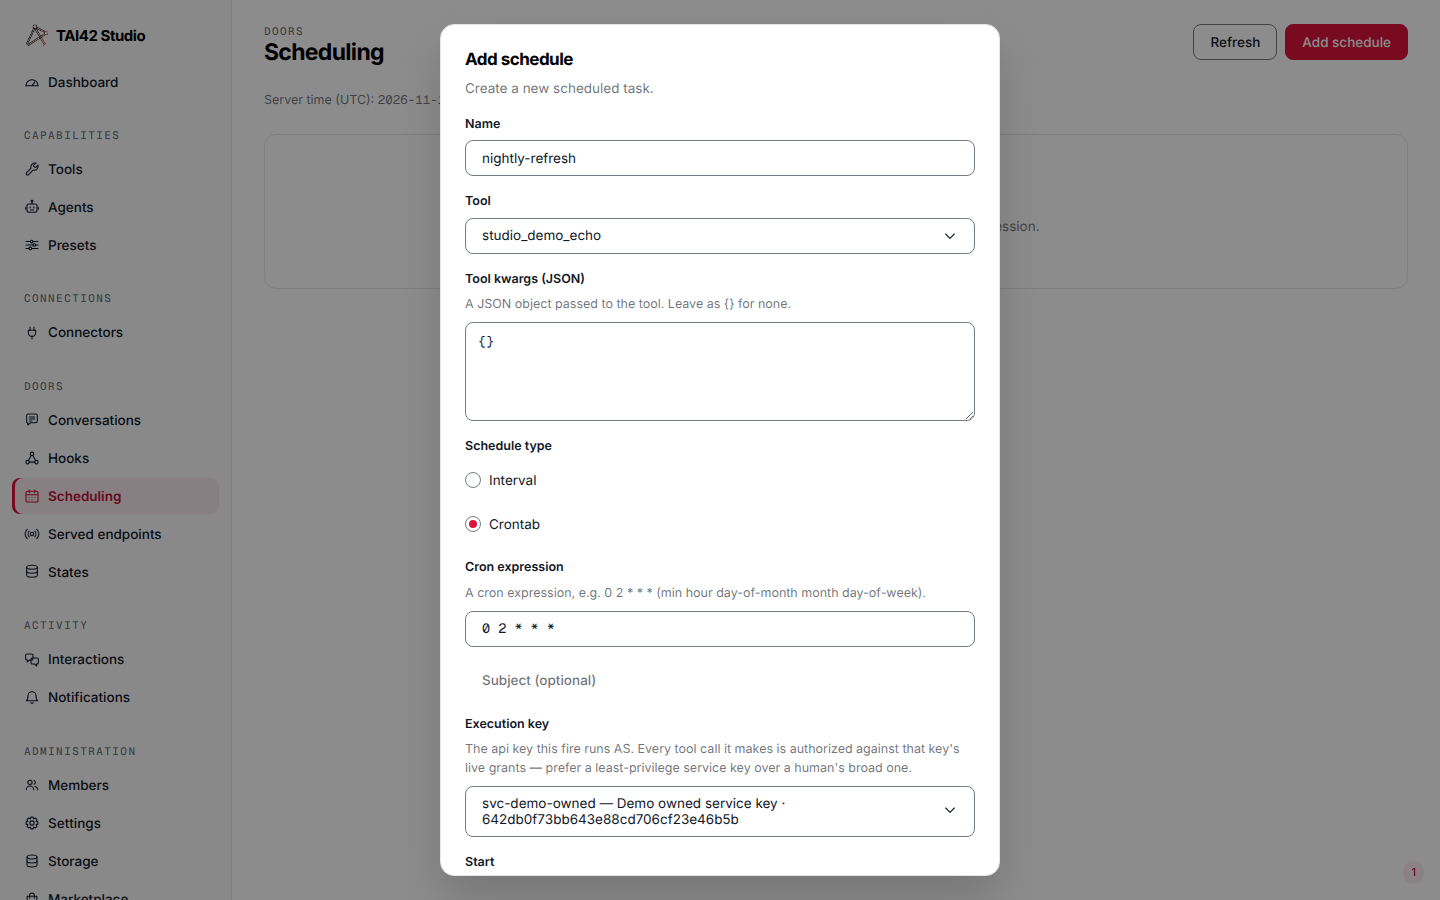 TAI42 Studio
Dashboard
CAPABILITIES
Tools
Agents
Presets
CONNECTIONS
Connectors
DOORS
Conversations
Hooks
Scheduling
Served endpoints
States
ACTIVITY
Interactions
Notifications
ADMINISTRATION
Members
Settings
Storage
Marketplace
DOORS
Scheduling
Refresh
Add schedule
Server time (UTC): 2026-11-
Add schedule
Create a new scheduled task.
Name
nightly-refresh
Tool
studio_demo_echo
Tool kwargs (JSON)
A JSON object passed to the tool. Leave as {} for none.
{}
Schedule type
Interval
Crontab
Cron expression
A cron expression, e.g. 0 2 * * * (min hour day-of-month month day-of-week).
0 2 * * *
Subject (optional)
Execution key
The api key this fire runs AS. Every tool call it makes is authorized against that key's
live grants — prefer a least-privilege service key over a human's broad one.
svc-demo-owned — Demo owned service key ·
642db0f73bb643e88cd706cf23e46b5b
Start
1